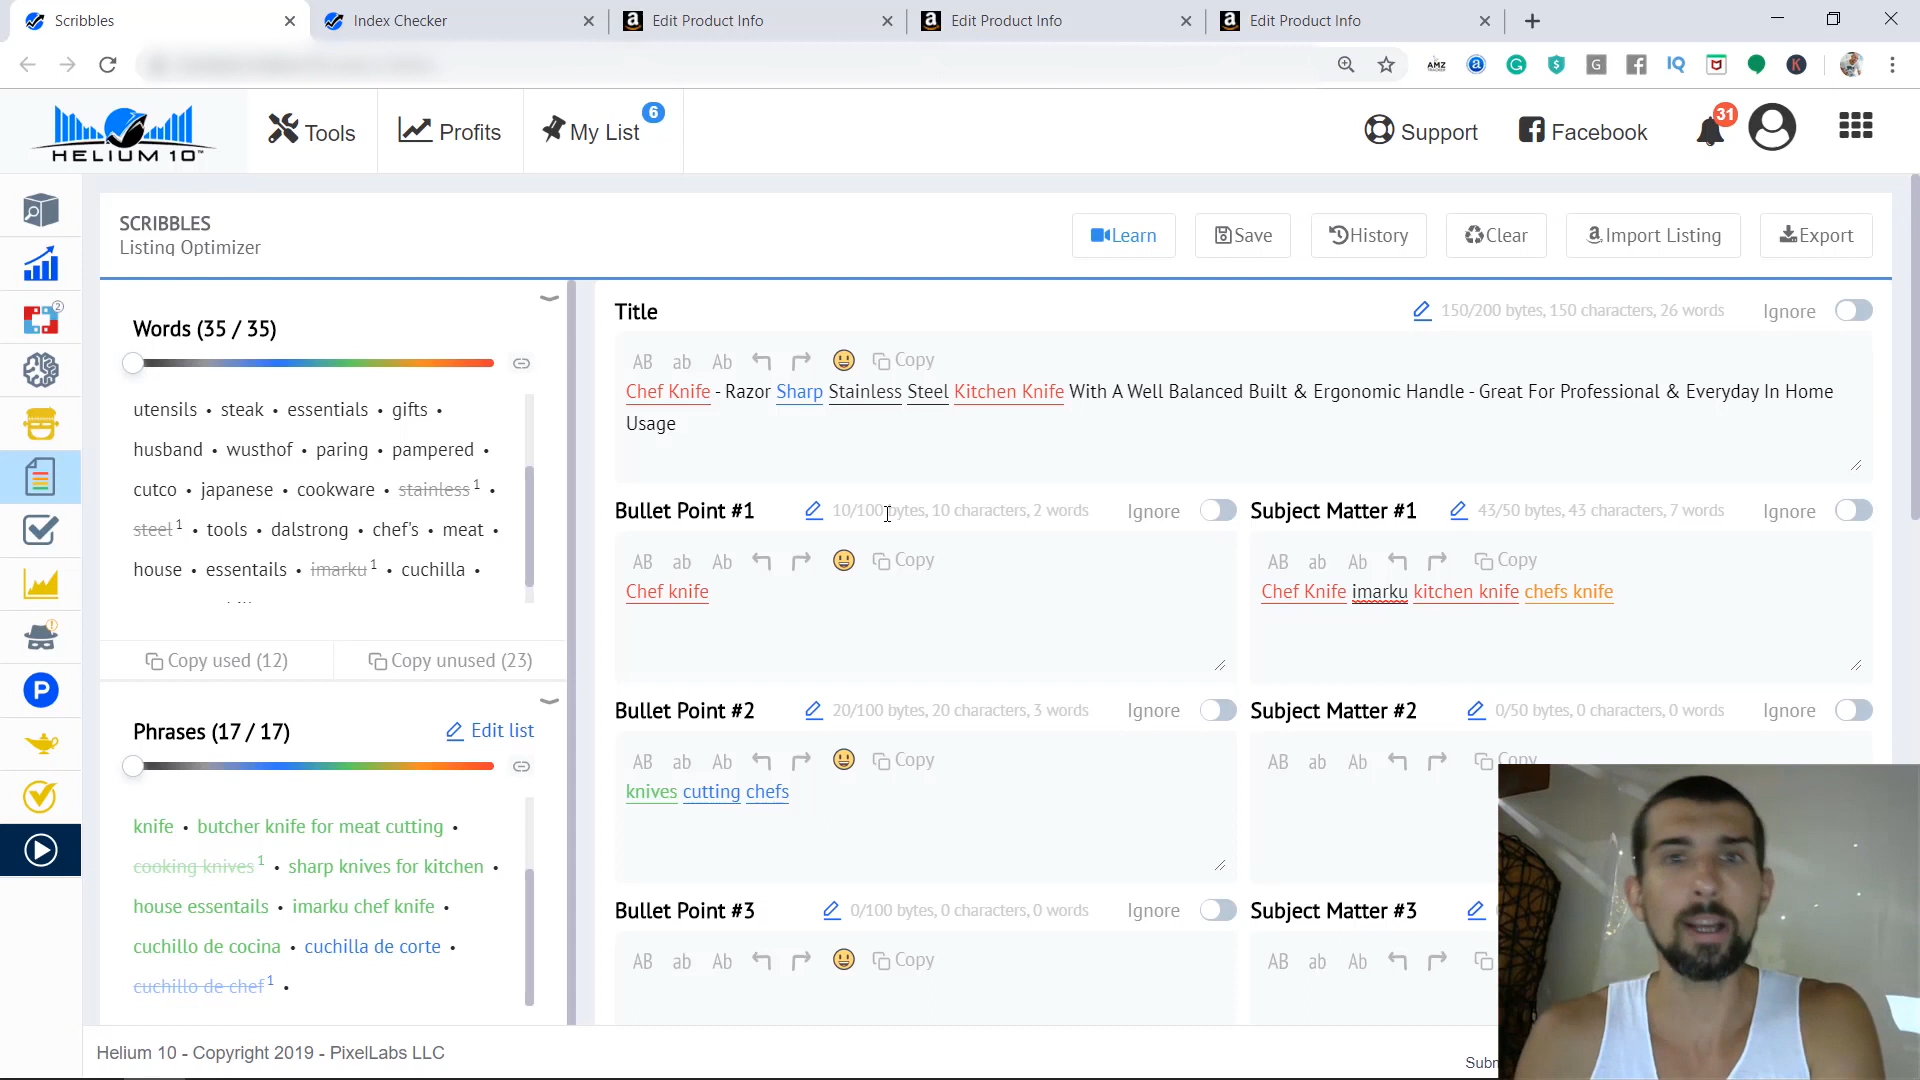 Scribbles
Index Checker
Edit Product Info
Edit Product Info
Edit Product Info
HELIUM 10
Tools
Profits
My List
6
Support
Facebook
31
2
SCRIBBLES
Listing Optimizer
Learn
Save
History
Clear
Import Listing
Export
Words (35 / 35)
utensils • steak • essentials • gifts •
husband • wusthof • paring • pampered •
cutco • japanese • cookware • stainless 1 •
steel 1 • tools • dalstrong • chef's • meat •
house • essentails • imarku 1 • cuchilla •
Copy used (12)
Copy unused (23)
Phrases (17 / 17)
Edit list
knife • butcher knife for meat cutting •
cooking knives 1 • sharp knives for kitchen •
house essentails • imarku chef knife •
cuchillo de cocina • cuchilla de corte •
cuchillo de chef 1 •
Title
150/200 bytes, 150 characters, 26 words
Ignore
AB ab Ab Copy
Chef Knife - Razor Sharp Stainless Steel Kitchen Knife With A Well Balanced Built & Ergonomic Handle - Great For Professional & Everyday In Home
Usage
Bullet Point #1
10/100 bytes, 10 characters, 2 words
Ignore
AB ab Ab Copy
Chef knife
Subject Matter #1
43/50 bytes, 43 characters, 7 words
Ignore
AB ab Ab Copy
Chef Knife imarku kitchen knife chefs knife
Bullet Point #2
20/100 bytes, 20 characters, 3 words
Ignore
AB ab Ab Copy
knives cutting chefs
Subject Matter #2
0/50 bytes, 0 characters, 0 words
Ignore
AB ab Ab Copy
Bullet Point #3
0/100 bytes, 0 characters, 0 words
Ignore
AB ab Ab Copy
Subject Matter #3
AB ab Ab
Helium 10 - Copyright 2019 - PixelLabs LLC